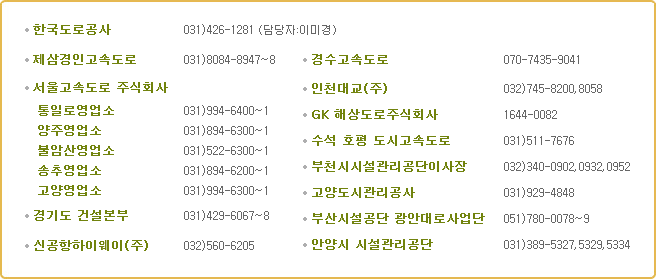 한국도로공사 031)426-1281 (담당자:이미경)
제삼경인고속도로 031)8084-8947~8
서울고속도로 주식회사
통일로영업소 031)994-6400~1
양주영업소 031)894-6300~1
불암산영업소 031)522-6300~1
송추영업소 031)894-6200~1
고양영업소 031)994-6300~1
경기도 건설본부 031)429-6067~8
신공항하이웨이(주) 032)560-6205
경수고속도로 070-7435-9041
인천대교(주) 032)745-8200,8058
GK 해상도로주식회사 1644-0082
수석 호평 도시고속도로 031)511-7676
부천시시설관리공단이사장 032)340-0902,0932,0952
고양도시관리공사 031)929-4848
부산시설공단 광안대로사업단 051)780-0078~9
안양시 시설관리공단 031)389-5327,5329,5334